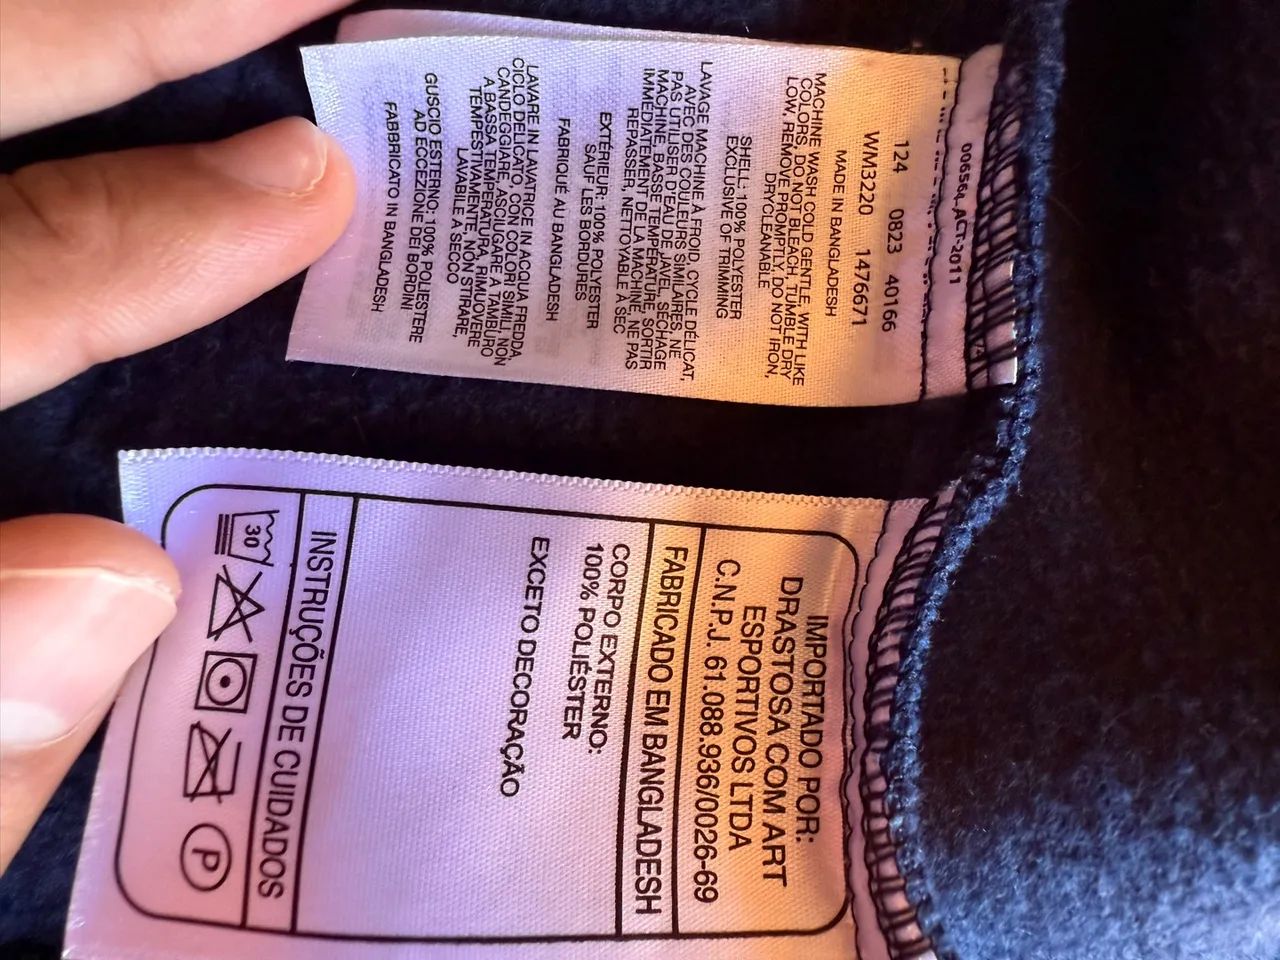 006564 ACT-2011
124 0823 40166
WM3220 1476671
MADE IN BANGLADESH
MACHINE WASH COLD GENTLE, WITH LIKE
COLORS, DO NOT BLEACH, TUMBLE DRY
LOW, REMOVE PROMPTLY, DO NOT IRON,
DRYCLEANABLE
SHELL: 100% POLYESTER
EXCLUSIVE OF TRIMMING
LAVAGE MACHINE À FROID, CYCLE DÉLICAT,
AVEC DES COULEURS SIMILAIRES, NE
PAS UTILISER D'EAU DE JAVEL, SÉCHAGE
MACHINE, BASSE TEMPÉRATURE, SORTIR
IMMÉDIATEMENT DE LA MACHINE, NE PAS
REPASSER, NETTOYABLE À SEC
EXTÉRIEUR: 100% POLYESTER
SAUF LES BORDURES
FABRIQUÉ AU BANGLADESH
LAVARE IN LAVATRICE IN ACQUA FREDDA,
CICLO DELICATO, CON COLORI SIMILI, NON
CANDEGGIARE, ASCIUGARE A TAMBURO
A BASSA TEMPERATURA, RIMUOVERE
TEMPESTIVAMENTE, NON STIRARE,
LAVABILE A SECCO
GUSCIO ESTERNO: 100% POLIESTERE
AD ECCEZIONE DEI BORDINI
FABBRICATO IN BANGLADESH
IMPORTADO POR:
DRASTOSA COM ART
ESPORTIVOS LTDA
C.N.P.J. 61.088.936/0026-69
FABRICADO EM BANGLADESH
CORPO EXTERNO:
100% POLIÉSTER
EXCETO DECORAÇÃO
INSTRUÇÕES DE CUIDADOS
30
P